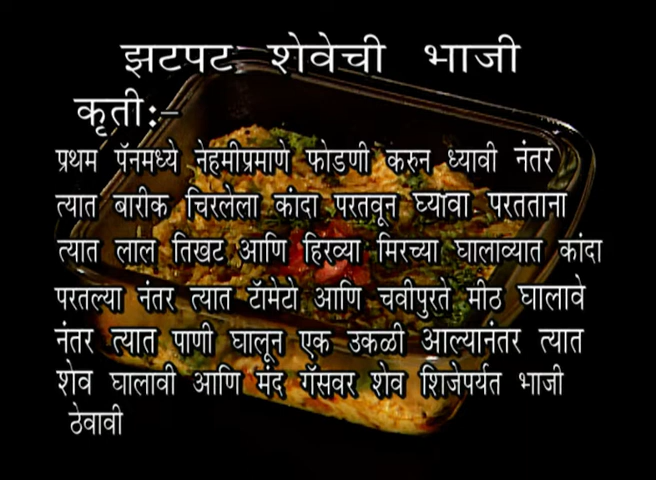 झटपट शेवेची भाजी
कृती:-
प्रथम पॅनमध्ये नेहमीप्रमाणे फोडणी करुन ध्यावी नंतर
त्यात बारीक चिरलेला कांदा परतवून घ्यावा परतताना
त्यात लाल तिखट आणि हिरव्या मिरच्या घालाव्यात कांदा
परतल्या नंतर त्यात टॉमेटो आणि चवीपुरते मीठ घालावे
नंतर त्यात पाणी घालून एक उकळी आल्यानंतर त्यात
शेव घालावी आणि मंद गॅसवर शेव शिजेपर्यत भाजी
ठेवावी